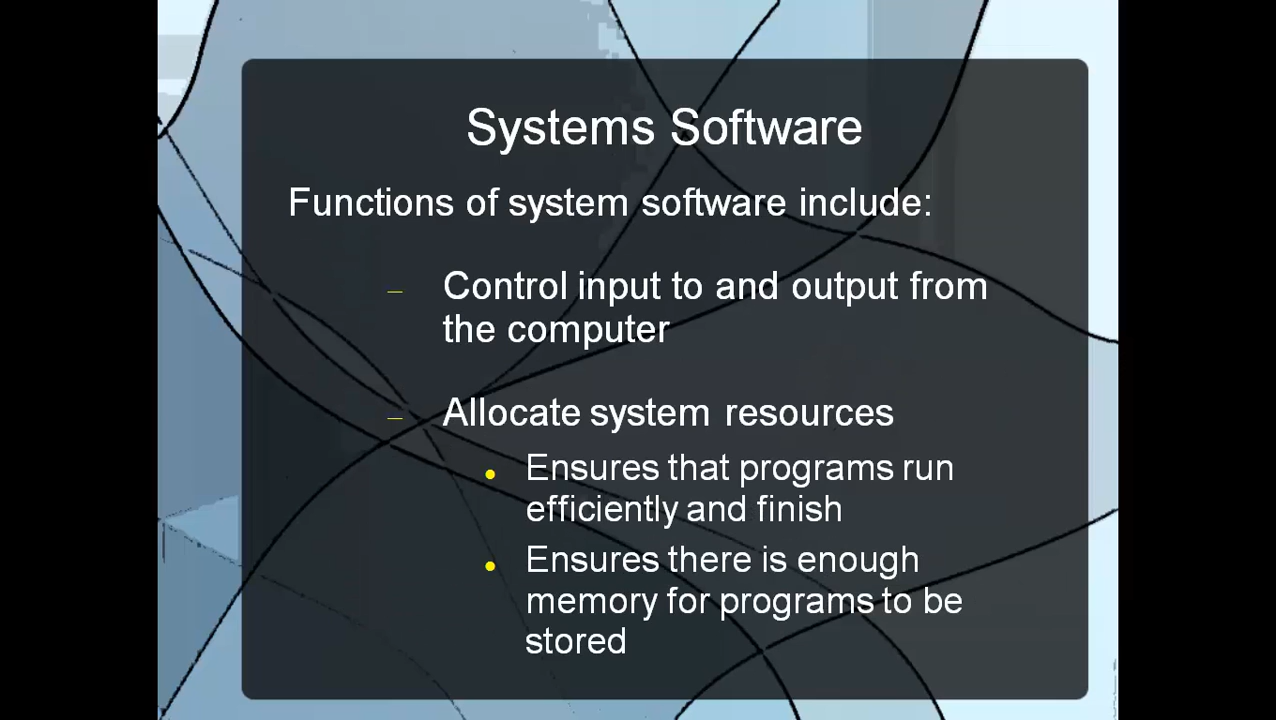 Systems Software
Functions of system software include:
– Control input to and output from
the computer
– Allocate system resources
● Ensures that programs run
efficiently and finish
● Ensures there is enough
memory for programs to be
stored